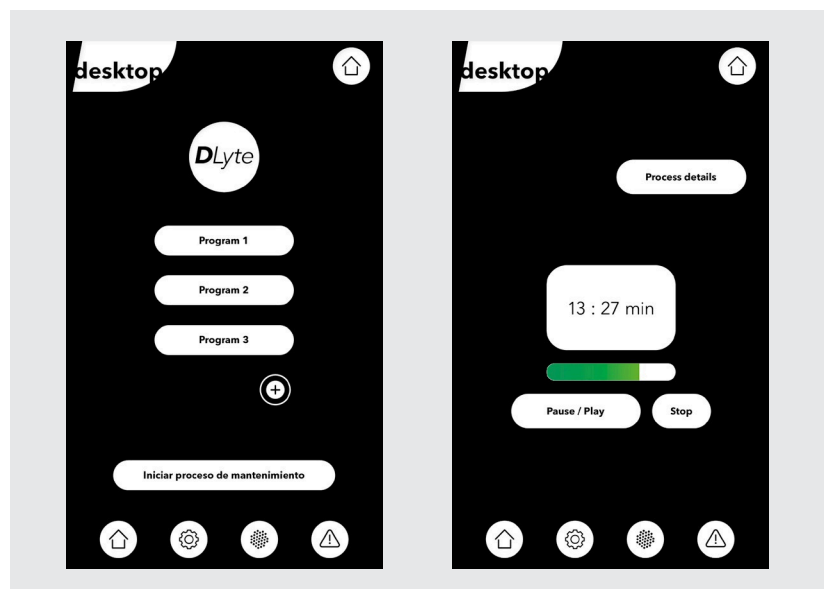 desktop
DLyte
Program 1
Program 2
Program 3
Iniciar proceso de mantenimiento
desktop
Process details
13 : 27 min
Pause / Play
Stop